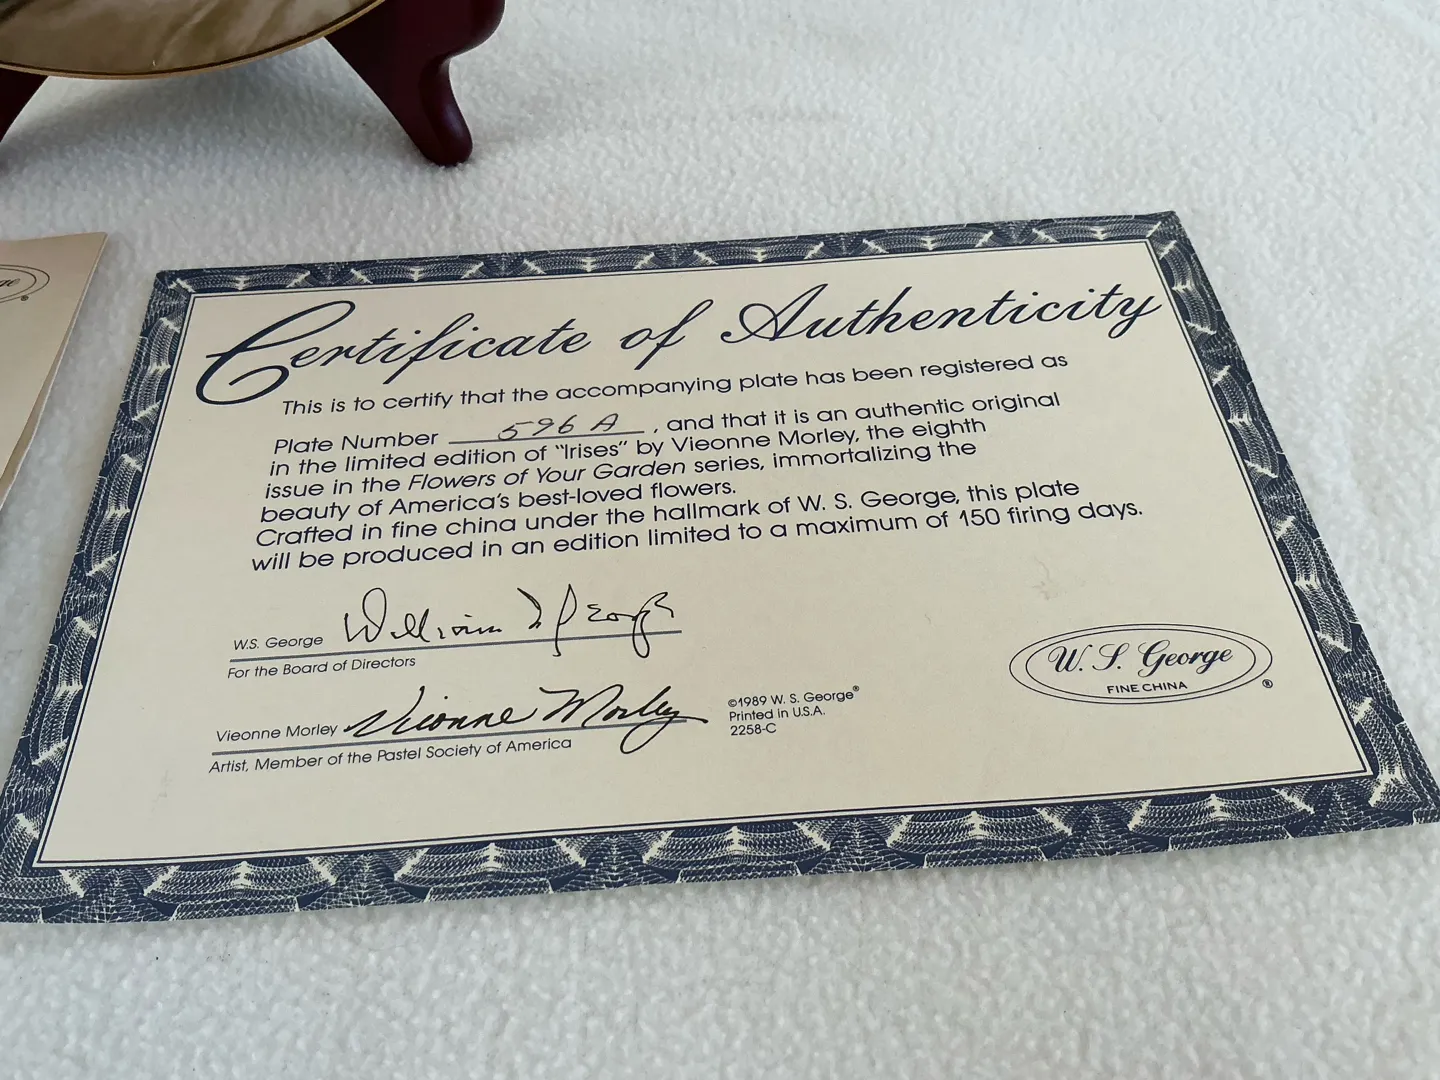 Certificate of Authenticity
This is to certify that the accompanying plate has been registered as
Plate Number 596 A, and that it is an authentic original
in the limited edition of "Irises" by Vieonne Morley, the eighth
issue in the Flowers of Your Garden series, immortalizing the
beauty of America's best-loved flowers.
Crafted in fine china under the hallmark of W. S. George, this plate
will be produced in an edition limited to a maximum of 150 firing days.
W.S. George William S George
For the Board of Directors
Vieonne Morley Vieonne Morley
Artist, Member of the Pastel Society of America
©1989 W. S. George®
Printed in U.S.A.
2258-C
W. S. George
FINE CHINA
®